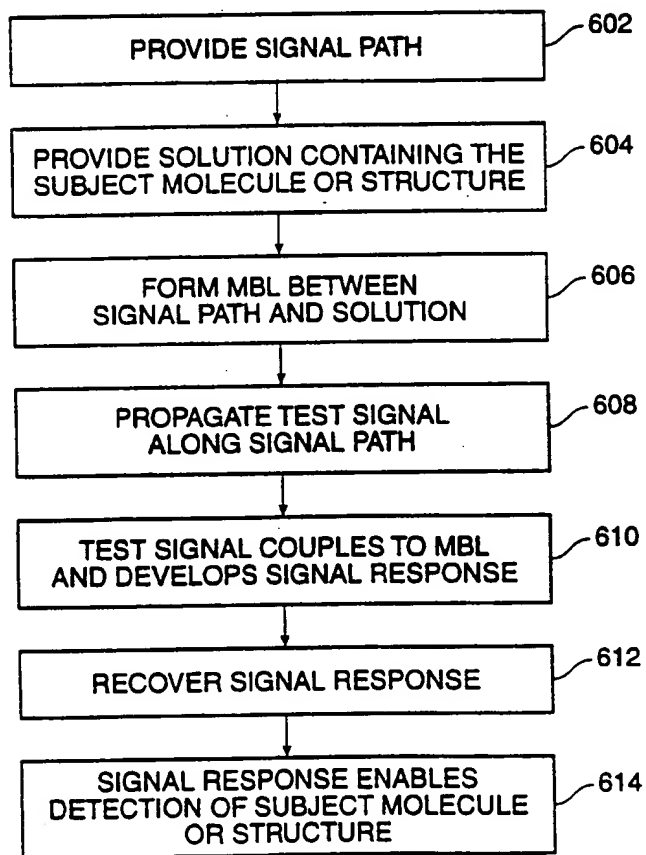 PROVIDE SIGNAL PATH
602
PROVIDE SOLUTION CONTAINING THE
SUBJECT MOLECULE OR STRUCTURE
604
FORM MBL BETWEEN
SIGNAL PATH AND SOLUTION
606
PROPAGATE TEST SIGNAL
ALONG SIGNAL PATH
608
TEST SIGNAL COUPLES TO MBL
AND DEVELOPS SIGNAL RESPONSE
610
RECOVER SIGNAL RESPONSE
612
SIGNAL RESPONSE ENABLES
DETECTION OF SUBJECT MOLECULE
OR STRUCTURE
614